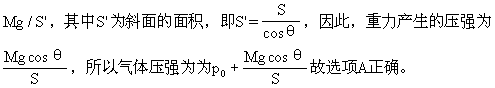 Mg / S'，其中S'为斜面的面积，即S'=S/cosθ，因此，重力产生的压强为
Mgcosθ/S，所以气体压强为为p₀+Mgcosθ/S故选项A正确。